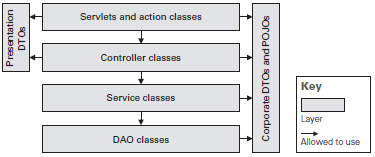 Presentation
DTOs
Servlets and action classes
Controller classes
Service classes
DAO classes
Corporate DTOs and POJOs
Key
Layer
Allowed to use